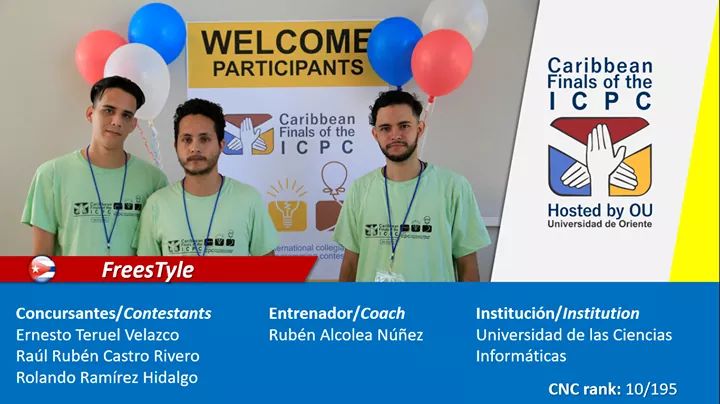 WELCOME
PARTICIPANTS
Caribbean
Finals of the
ICPC
Caribbean
Finals of the
ICPC
Hosted by OU
Universidad de Oriente
FreesTyle
Concursantes/Contestants
Ernesto Teruel Velazco
Raúl Rubén Castro Rivero
Rolando Ramírez Hidalgo
Entrenador/Coach
Rubén Alcolea Núñez
Institución/Institution
Universidad de las Ciencias
Informáticas
CNC rank: 10/195